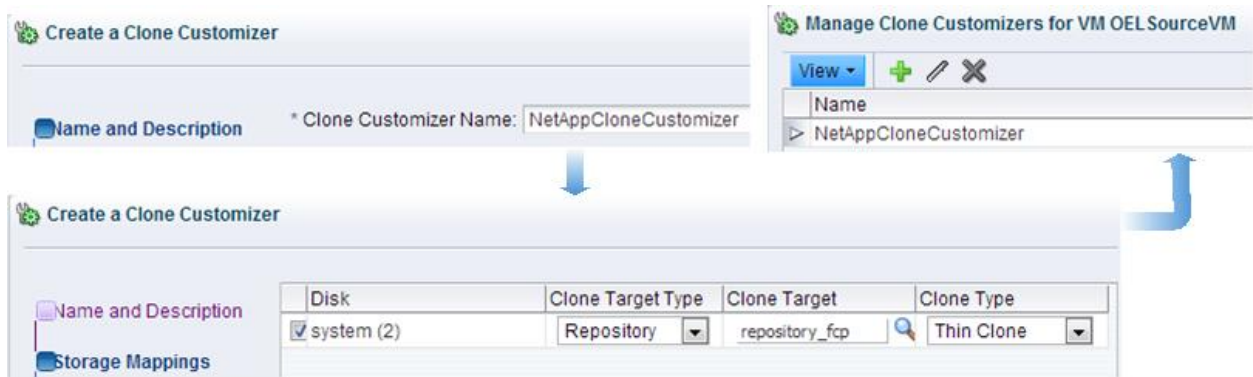 Create a Clone Customizer
Name and Description
* Clone Customizer Name: NetAppCloneCustomizer
Manage Clone Customizers for VM OELSourceVM
View
Name
NetAppCloneCustomizer
Create a Clone Customizer
Name and Description
Storage Mappings
Disk Clone Target Type Clone Target Clone Type
system (2) Repository repository_fcp Thin Clone